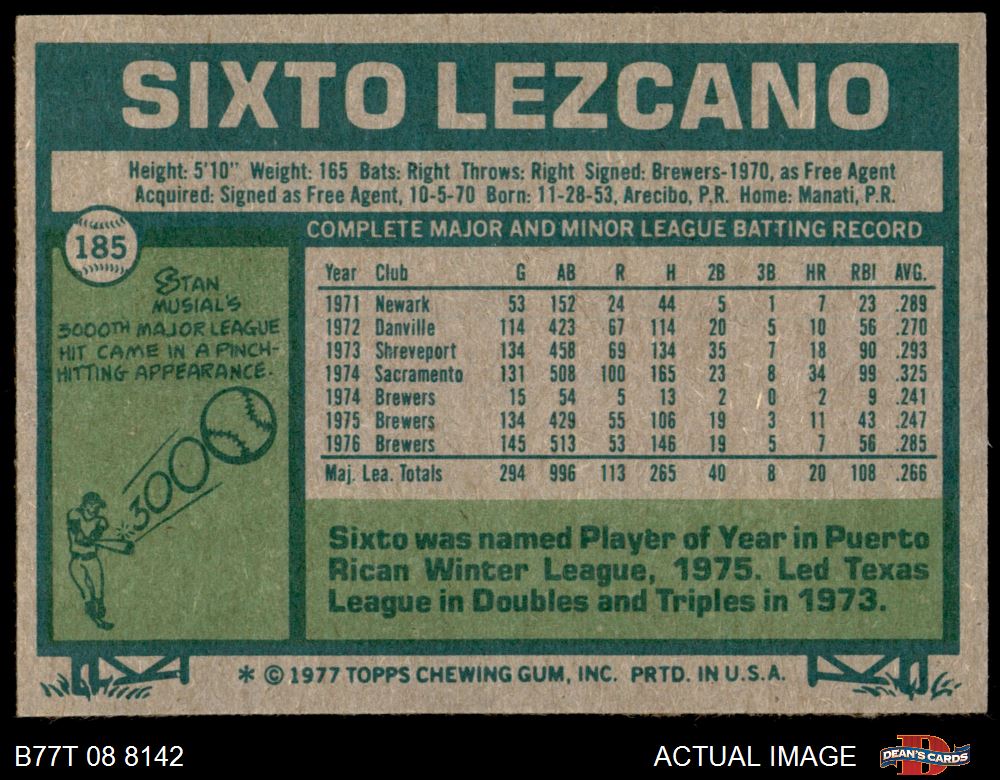 SIXTO LEZCANO
Height: 5'10" Weight: 165 Bats: Right Throws: Right Signed: Brewers-1970, as Free Agent
Acquired: Signed as Free Agent, 10-5-70 Born: 11-28-53, Arecibo, P.R. Home: Manati, P.R.
185
STAN
MUSIAL'S
3000TH MAJOR LEAGUE
HIT CAME IN A PINCH-
HITTING APPEARANCE.
3000
COMPLETE MAJOR AND MINOR LEAGUE BATTING RECORD
Year Club G AB R H 2B 3B HR RBI AVG.
1971 Newark 53 152 24 44 5 1 7 23 .289
1972 Danville 114 423 67 114 20 5 10 56 .270
1973 Shreveport 134 458 69 134 35 7 18 90 .293
1974 Sacramento 131 508 100 165 23 8 34 99 .325
1974 Brewers 15 54 5 13 2 0 2 9 .241
1975 Brewers 134 429 55 106 19 3 11 43 .247
1976 Brewers 145 513 53 146 19 5 7 56 .285
Maj. Lea. Totals 294 996 113 265 40 8 20 108 .266
Sixto was named Player of Year in Puerto
Rican Winter League, 1975. Led Texas
League in Doubles and Triples in 1973.
* © 1977 TOPPS CHEWING GUM, INC. PRTD. IN U.S.A.
B77T 08 8142
ACTUAL IMAGE
D
DEAN'S CARDS